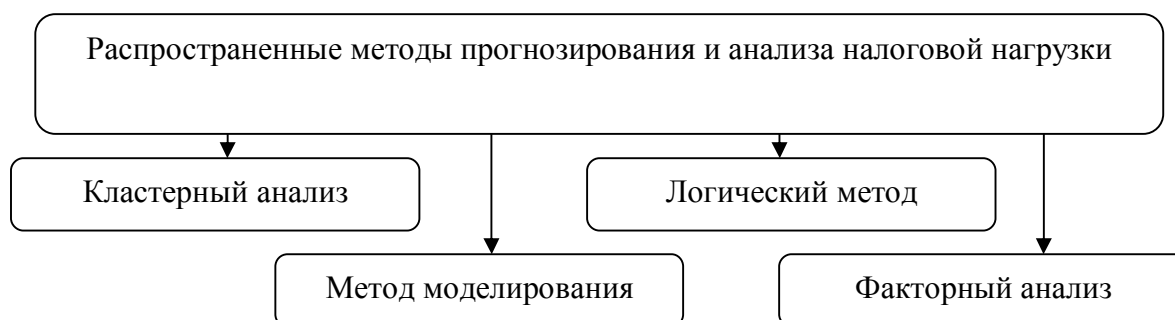 Распространенные методы прогнозирования и анализа налоговой нагрузки
Кластерный анализ
Логический метод
Метод моделирования
Факторный анализ